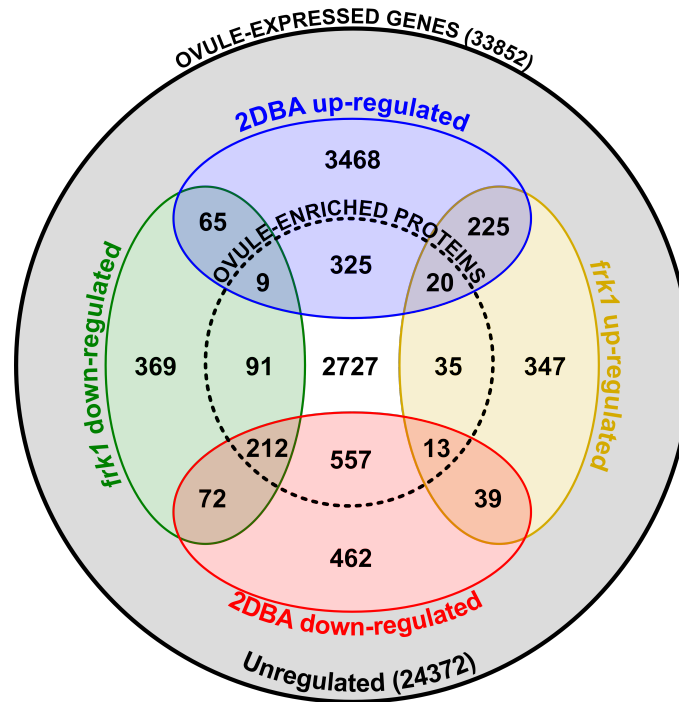 OVULE-EXPRESSED GENES (33852)
2DBA up-regulated
3468
65
OVULE-ENRICHED PROTEINS
225
9
325
20
frk1 down-regulated
frk1 up-regulated
369
91
2727
35
347
212
557
13
72
39
462
2DBA down-regulated
Unregulated (24372)